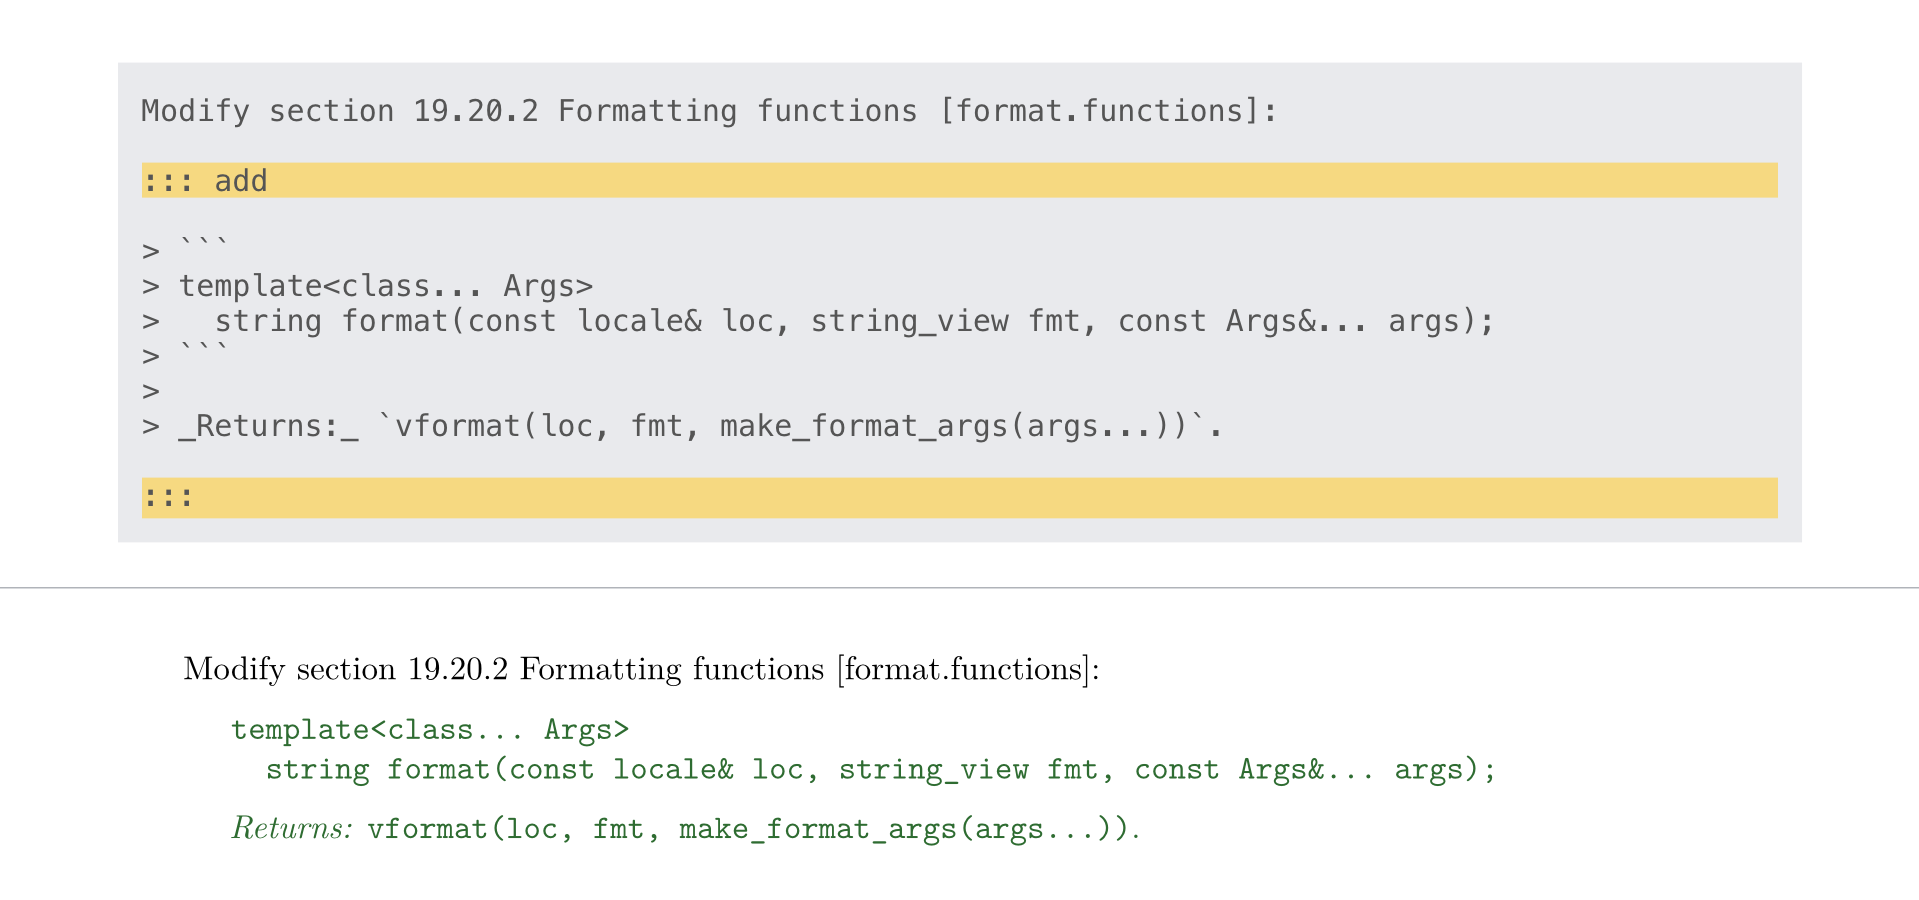 Modify section 19.20.2 Formatting functions [format.functions]:
::: add
> ```
> template<class... Args>
>   string format(const locale& loc, string_view fmt, const Args&... args);
> ```
>
> _Returns:_ `vformat(loc, fmt, make_format_args(args...))`.
:::
Modify section 19.20.2 Formatting functions [format.functions]:
template<class... Args>
  string format(const locale& loc, string_view fmt, const Args&... args);
Returns: vformat(loc, fmt, make_format_args(args...)).